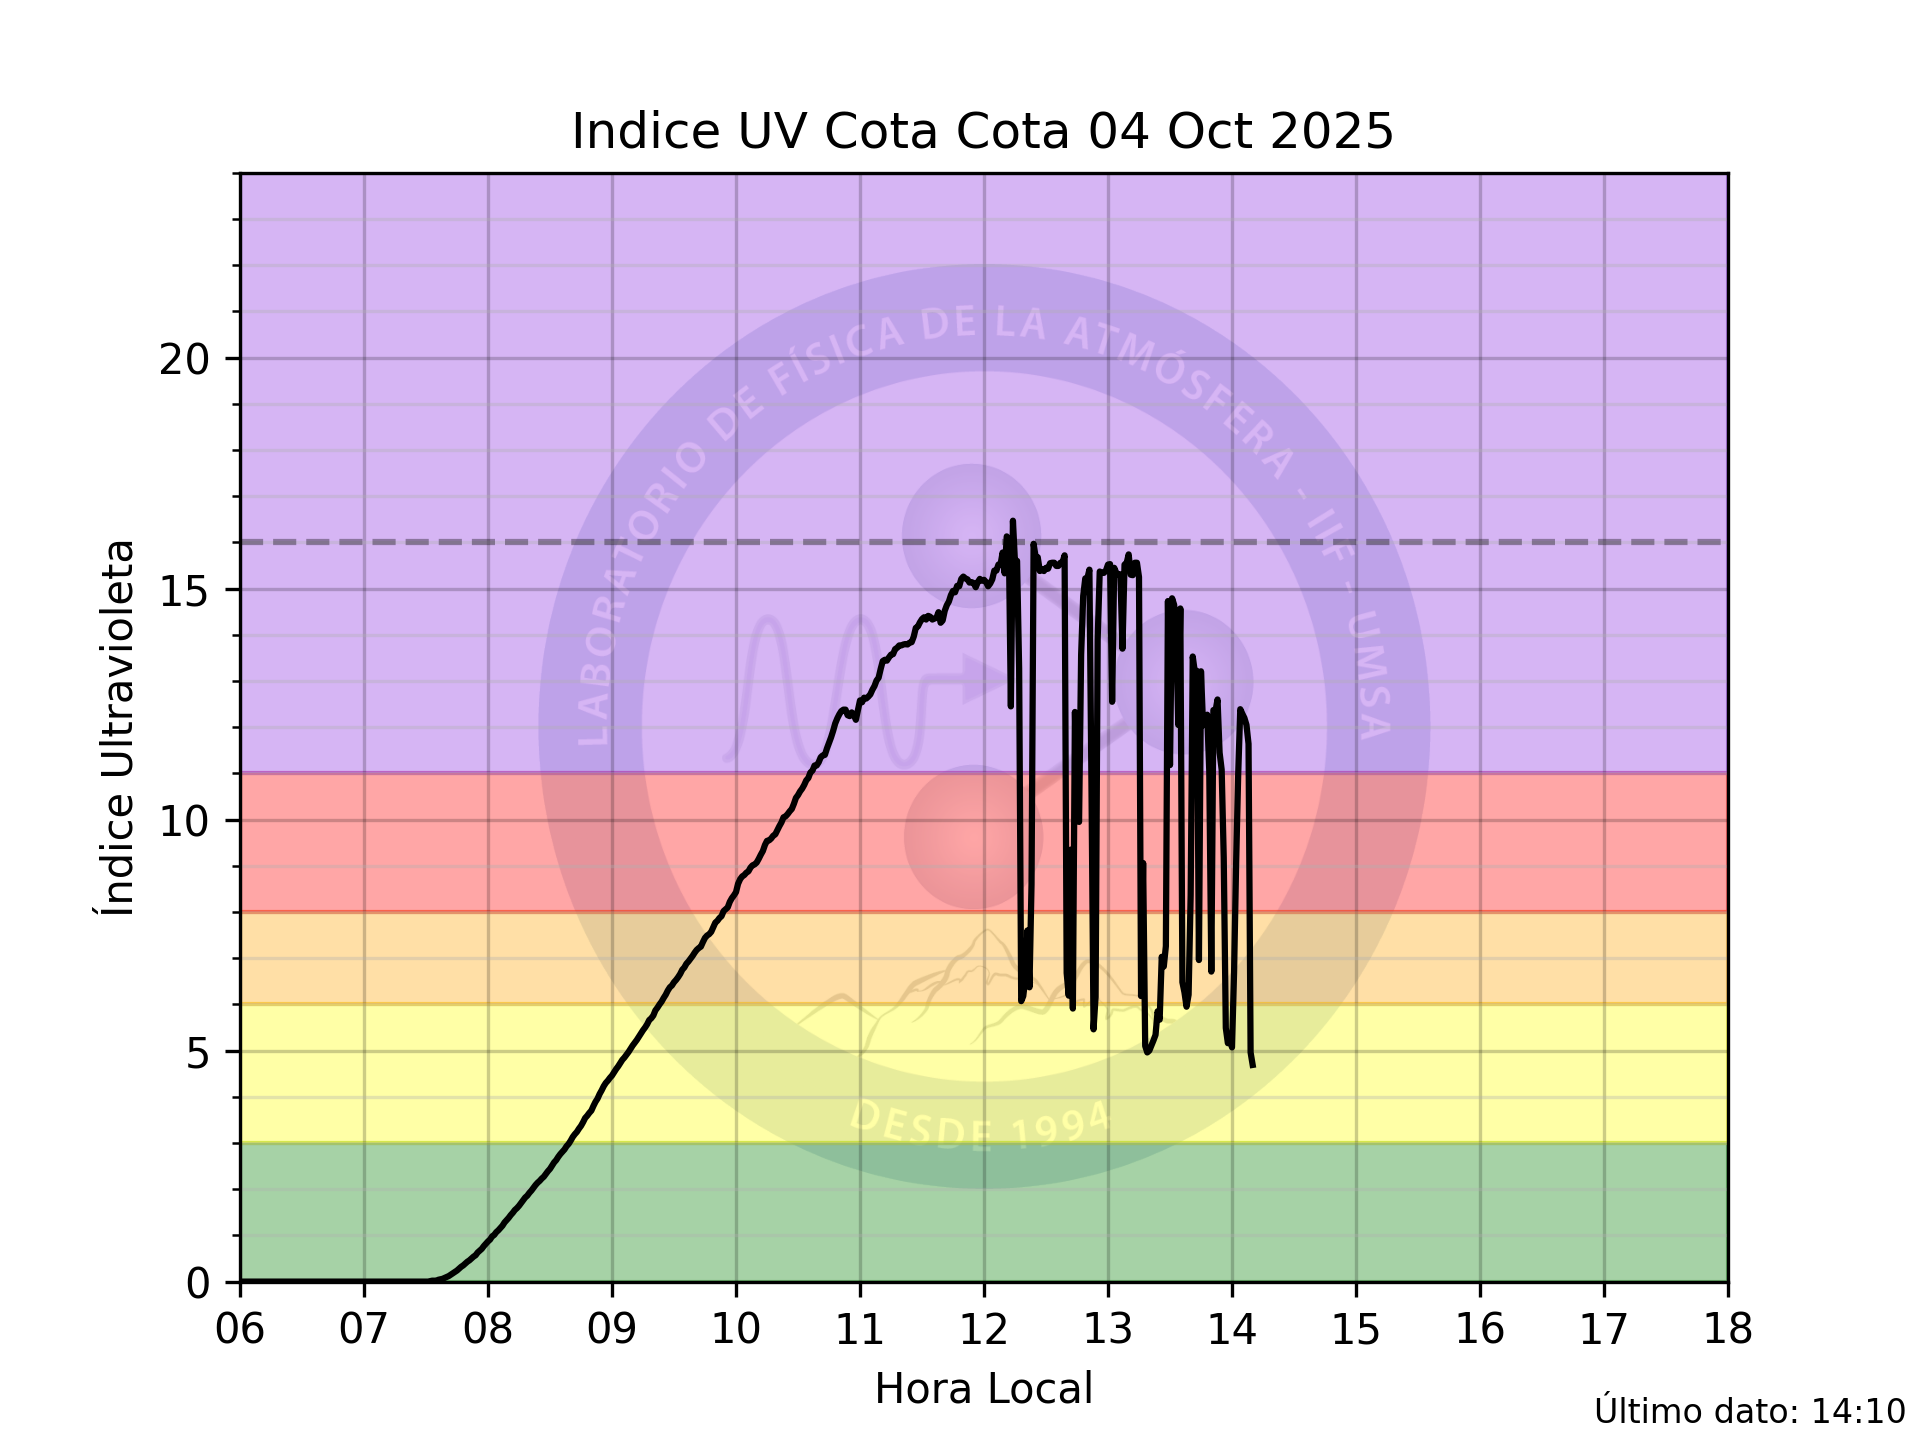 Indice UV Cota Cota 04 Oct 2025
Índice Ultravioleta
20
15
10
5
0
LABORATORIO DE FÍSICA DE LA ATMÓSFERA - IIF - UMSA
DESDE 1994
06 07 08 09 10 11 12 13 14 15 16 17 18
Hora Local
Último dato: 14:10